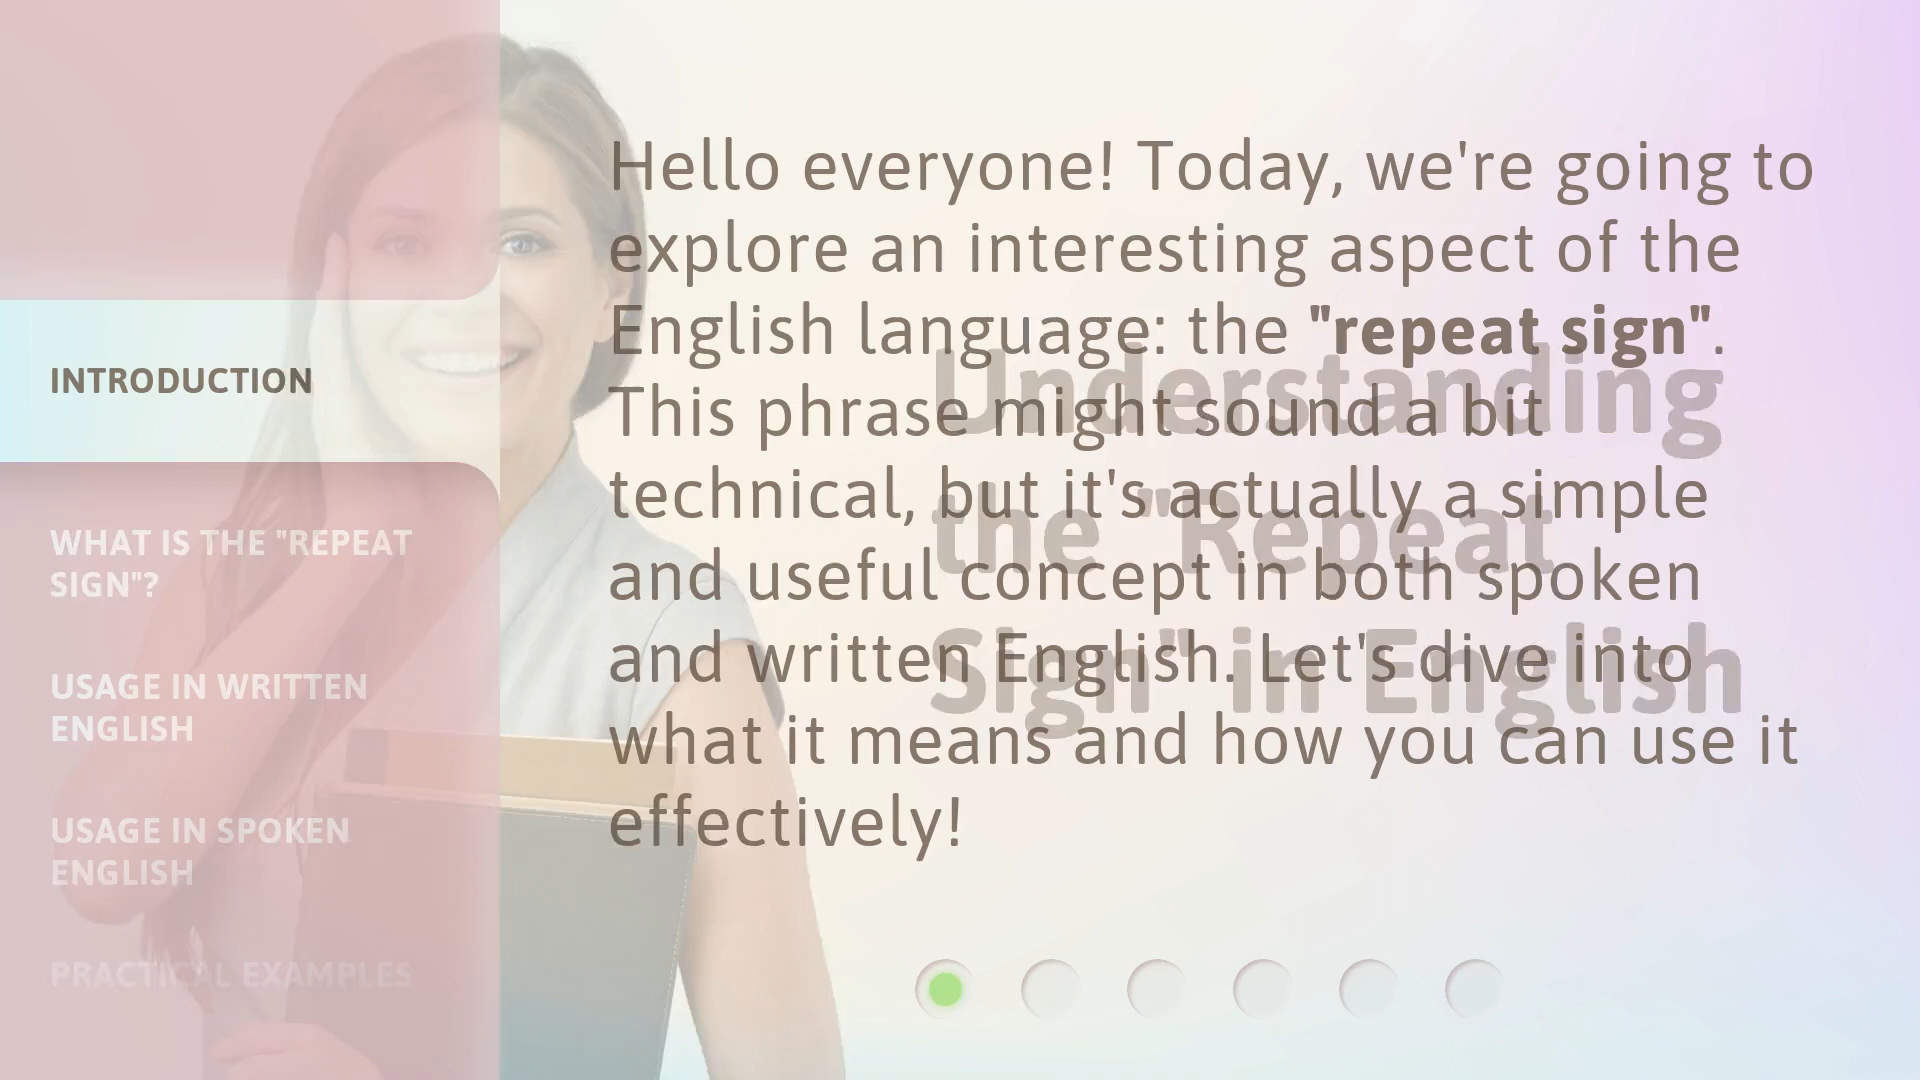 INTRODUCTION
WHAT IS THE "REPEAT
SIGN"?
USAGE IN WRITTEN
ENGLISH
USAGE IN SPOKEN
ENGLISH
PRACTICAL EXAMPLES
Hello everyone! Today, we're going to
explore an interesting aspect of the
English language: the "repeat sign".
This phrase might sound a bit
technical, but it's actually a simple
and useful concept in both spoken
and written English. Let's dive into
what it means and how you can use it
effectively!
Understanding
the "Repeat
Sign" in English